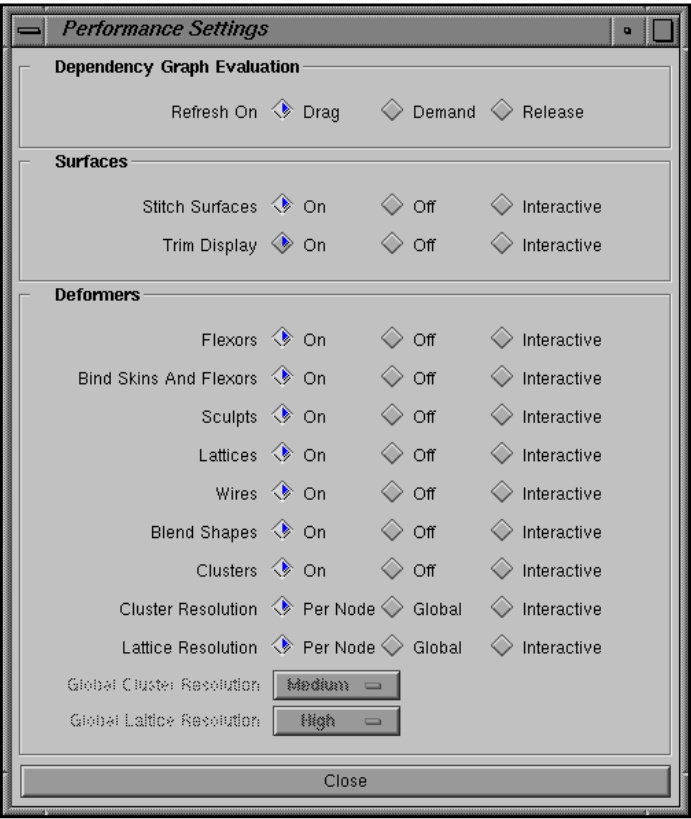 Performance Settings
Dependency Graph Evaluation
Refresh On Drag Demand Release
Surfaces
Stitch Surfaces On Off Interactive
Trim Display On Off Interactive
Deformers
Flexors On Off Interactive
Bind Skins And Flexors On Off Interactive
Sculpts On Off Interactive
Lattices On Off Interactive
Wires On Off Interactive
Blend Shapes On Off Interactive
Clusters On Off Interactive
Cluster Resolution Per Node Global Interactive
Lattice Resolution Per Node Global Interactive
Global Cluster Resolution Medium
Global Lattice Resolution High
Close